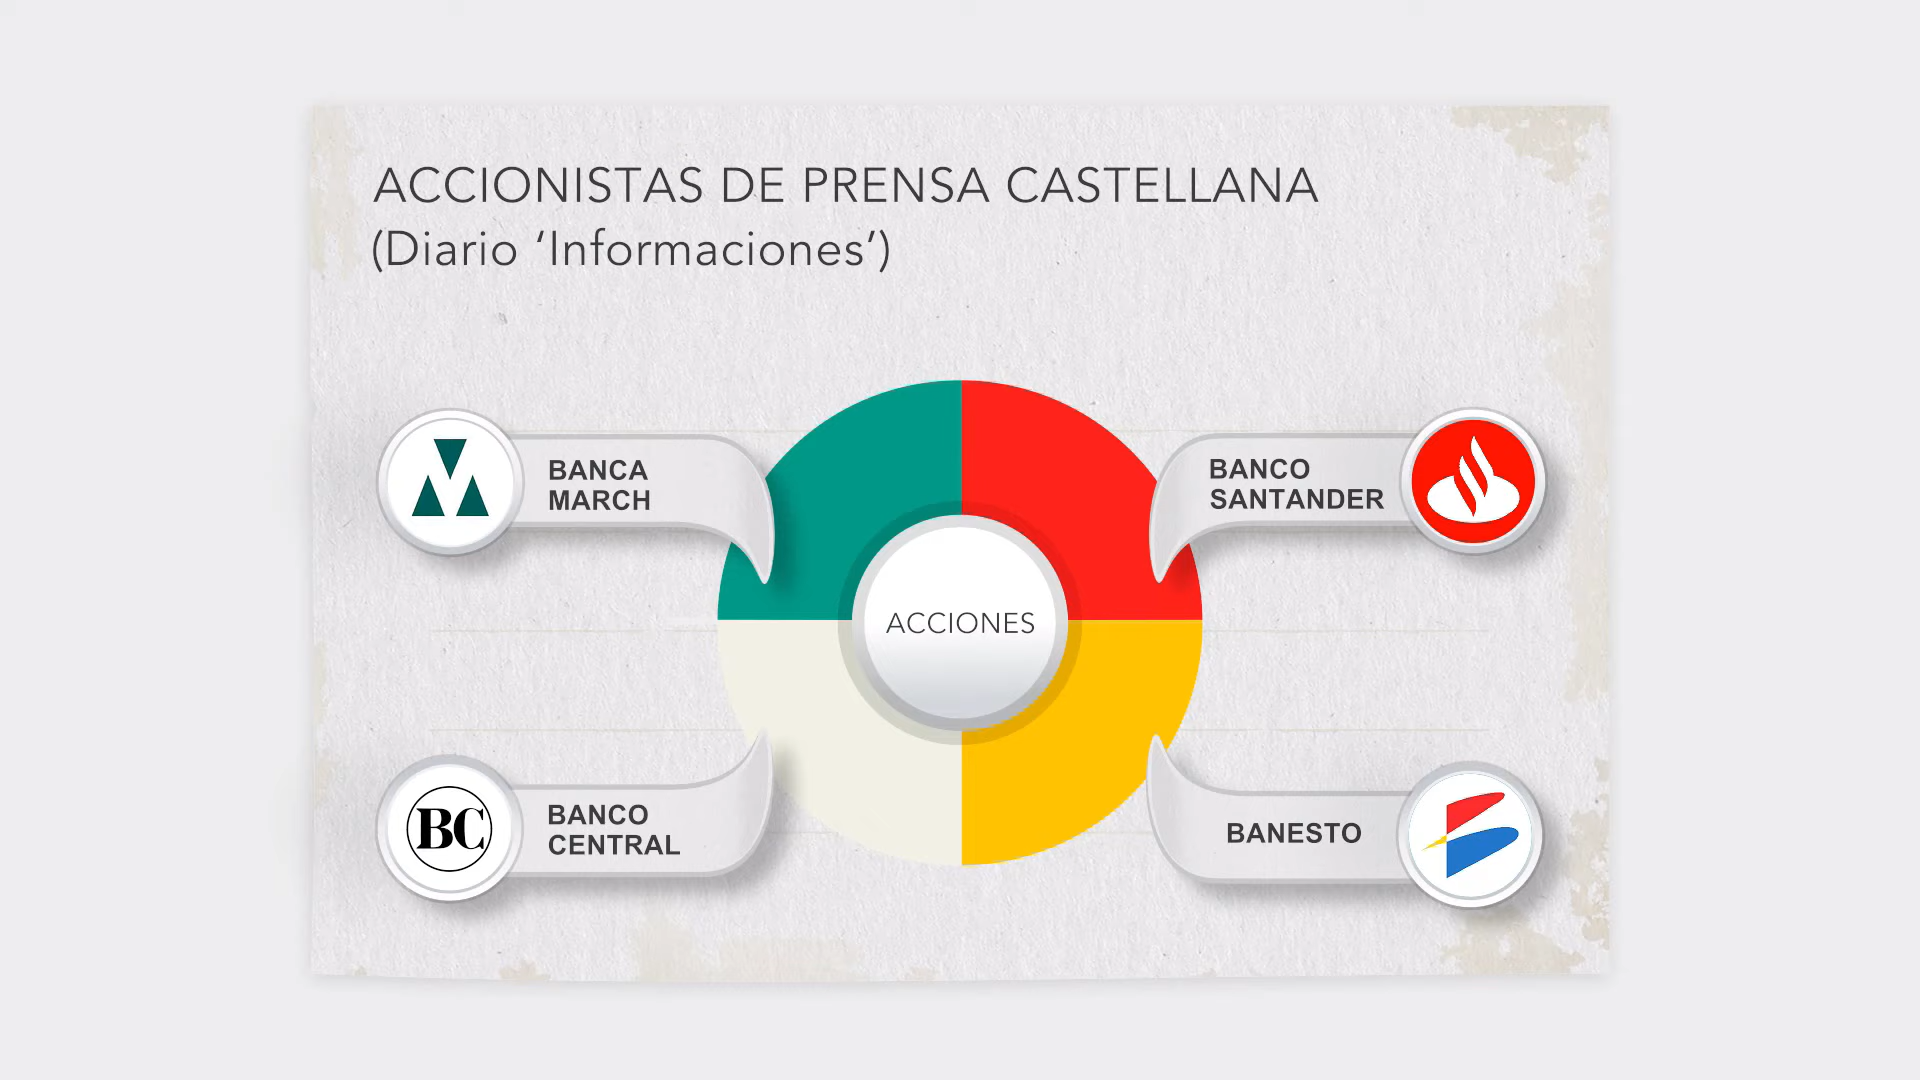 ACCIONISTAS DE PRENSA CASTELLANA
(Diario ‘Informaciones’)
BANCA
MARCH
BANCO
SANTANDER
ACCIONES
BC
BANCO
CENTRAL
BANESTO